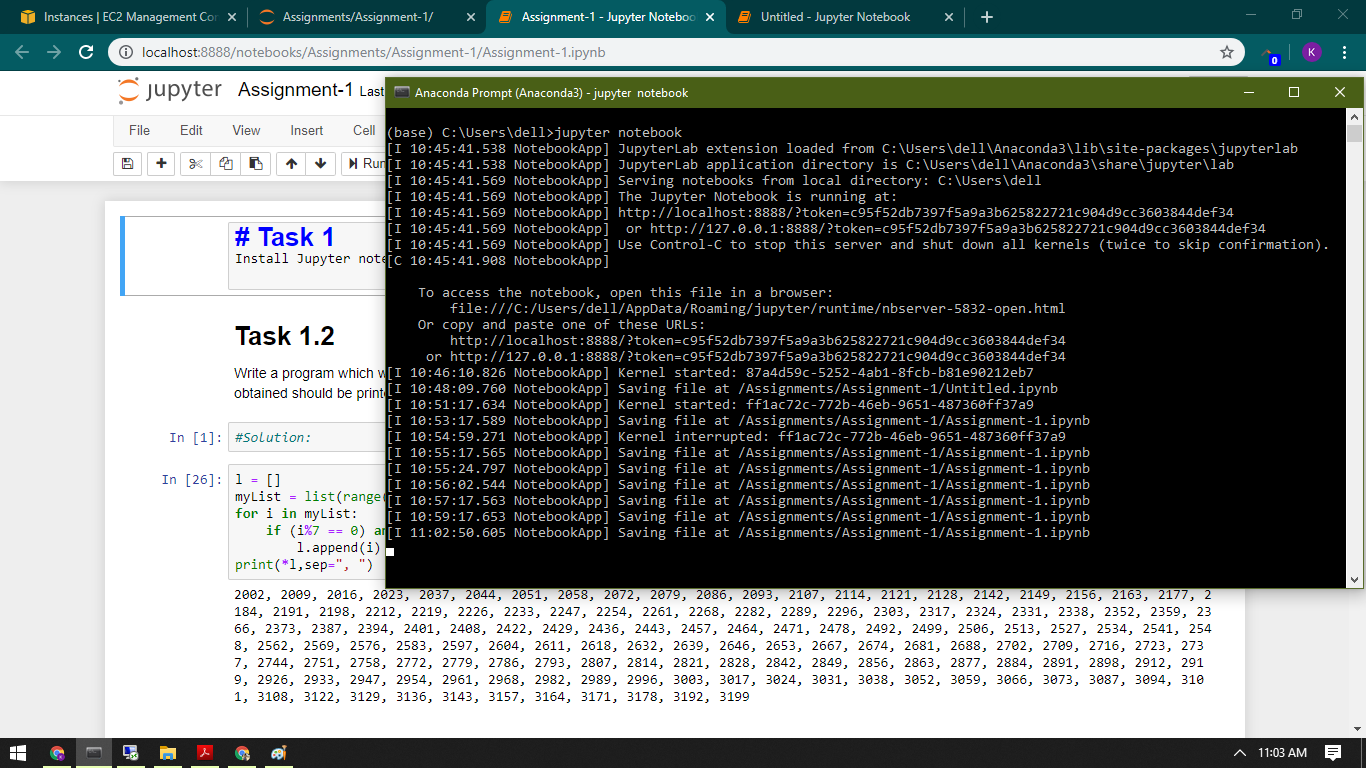 Instances | EC2 Management Con
Assignments/Assignment-1/
Assignment-1 - Jupyter Noteboo
Untitled - Jupyter Notebook
localhost:8888/notebooks/Assignments/Assignment-1/Assignment-1.ipynb
0
K
jupyter Assignment-1 Last
File Edit View Insert Cell
Run
# Task 1
Install Jupyter note
Task 1.2
Write a program which w
obtained should be printe
In [1]: #Solution:
In [26]: l = []
myList = list(range(
for i in myList:
if (i%7 == 0) an
l.append(i)
print(*l,sep=", ")
2002, 2009, 2016, 2023, 2037, 2044, 2051, 2058, 2072, 2079, 2086, 2093, 2107, 2114, 2121, 2128, 2142, 2149, 2156, 2163, 2177, 2
184, 2191, 2198, 2212, 2219, 2226, 2233, 2247, 2254, 2261, 2268, 2282, 2289, 2296, 2303, 2317, 2324, 2331, 2338, 2352, 2359, 23
66, 2373, 2387, 2394, 2401, 2408, 2422, 2429, 2436, 2443, 2457, 2464, 2471, 2478, 2492, 2499, 2506, 2513, 2527, 2534, 2541, 254
8, 2562, 2569, 2576, 2583, 2597, 2604, 2611, 2618, 2632, 2639, 2646, 2653, 2667, 2674, 2681, 2688, 2702, 2709, 2716, 2723, 273
7, 2744, 2751, 2758, 2772, 2779, 2786, 2793, 2807, 2814, 2821, 2828, 2842, 2849, 2856, 2863, 2877, 2884, 2891, 2898, 2912, 291
9, 2926, 2933, 2947, 2954, 2961, 2968, 2982, 2989, 2996, 3003, 3017, 3024, 3031, 3038, 3052, 3059, 3066, 3073, 3087, 3094, 310
1, 3108, 3122, 3129, 3136, 3143, 3157, 3164, 3171, 3178, 3192, 3199
Anaconda Prompt (Anaconda3) - jupyter notebook
(base) C:\Users\dell>jupyter notebook
[I 10:45:41.538 NotebookApp] JupyterLab extension loaded from C:\Users\dell\Anaconda3\lib\site-packages\jupyterlab
[I 10:45:41.538 NotebookApp] JupyterLab application directory is C:\Users\dell\Anaconda3\share\jupyter\lab
[I 10:45:41.569 NotebookApp] Serving notebooks from local directory: C:\Users\dell
[I 10:45:41.569 NotebookApp] The Jupyter Notebook is running at:
[I 10:45:41.569 NotebookApp] http://localhost:8888/?token=c95f52db7397f5a9a3b625822721c904d9cc3603844def34
[I 10:45:41.569 NotebookApp]  or http://127.0.0.1:8888/?token=c95f52db7397f5a9a3b625822721c904d9cc3603844def34
[I 10:45:41.569 NotebookApp] Use Control-C to stop this server and shut down all kernels (twice to skip confirmation).
[C 10:45:41.908 NotebookApp]
To access the notebook, open this file in a browser:
file:///C:/Users/dell/AppData/Roaming/jupyter/runtime/nbserver-5832-open.html
Or copy and paste one of these URLs:
http://localhost:8888/?token=c95f52db7397f5a9a3b625822721c904d9cc3603844def34
or http://127.0.0.1:8888/?token=c95f52db7397f5a9a3b625822721c904d9cc3603844def34
[I 10:46:10.826 NotebookApp] Kernel started: 87a4d59c-5252-4ab1-8fcb-b81e90212eb7
[I 10:48:09.760 NotebookApp] Saving file at /Assignments/Assignment-1/Untitled.ipynb
[I 10:51:17.634 NotebookApp] Kernel started: ff1ac72c-772b-46eb-9651-487360ff37a9
[I 10:53:17.589 NotebookApp] Saving file at /Assignments/Assignment-1/Assignment-1.ipynb
[I 10:54:59.271 NotebookApp] Kernel interrupted: ff1ac72c-772b-46eb-9651-487360ff37a9
[I 10:55:17.565 NotebookApp] Saving file at /Assignments/Assignment-1/Assignment-1.ipynb
[I 10:55:24.797 NotebookApp] Saving file at /Assignments/Assignment-1/Assignment-1.ipynb
[I 10:56:02.544 NotebookApp] Saving file at /Assignments/Assignment-1/Assignment-1.ipynb
[I 10:57:17.563 NotebookApp] Saving file at /Assignments/Assignment-1/Assignment-1.ipynb
[I 10:59:17.653 NotebookApp] Saving file at /Assignments/Assignment-1/Assignment-1.ipynb
[I 11:02:50.605 NotebookApp] Saving file at /Assignments/Assignment-1/Assignment-1.ipynb
11:03 AM